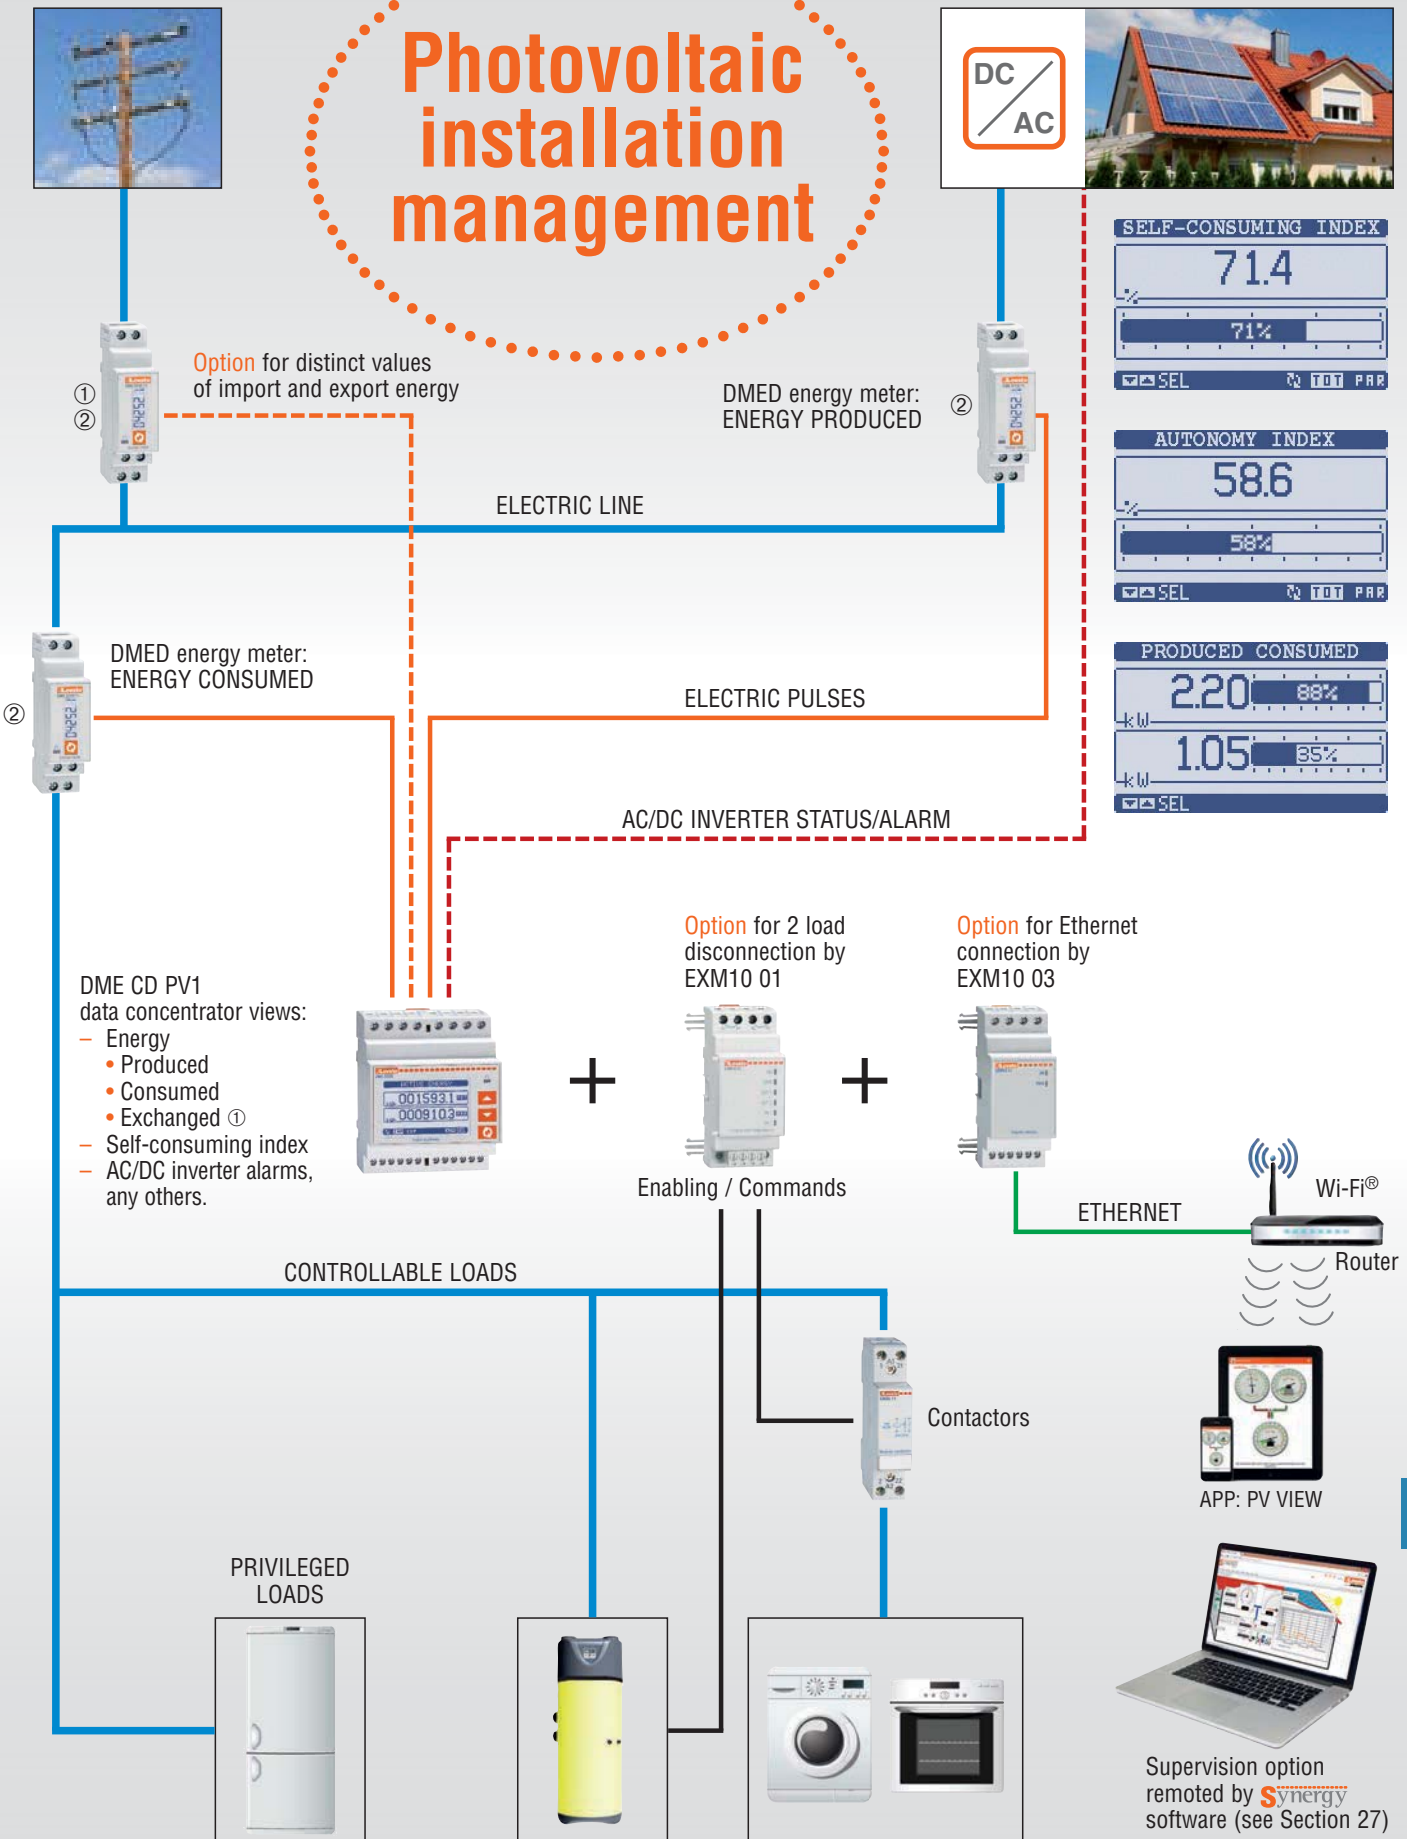 Photovoltaic
installation
management
DC
AC
SELF-CONSUMING INDEX
71.4
%
71%
SEL TOT PAR
Option for distinct values
of import and export energy
①
②
DMED energy meter:
ENERGY PRODUCED
②
AUTONOMY INDEX
58.6
%
58%
SEL TOT PAR
ELECTRIC LINE
DMED energy meter:
ENERGY CONSUMED
②
ELECTRIC PULSES
PRODUCED CONSUMED
2.20 88%
kW
1.05 35%
kW
SEL
AC/DC INVERTER STATUS/ALARM
Option for 2 load
disconnection by
EXM10 01
Option for Ethernet
connection by
EXM10 03
DME CD PV1
data concentrator views:
– Energy
• Produced
• Consumed
• Exchanged ①
– Self-consuming index
– AC/DC inverter alarms,
any others.
ACTIVE ENERGY
001593.1
000910.3
+
+
Enabling / Commands
Wi-Fi®
ETHERNET
Router
CONTROLLABLE LOADS
Contactors
APP: PV VIEW
PRIVILEGED
LOADS
Supervision option
remoted by Synergy
software (see Section 27)